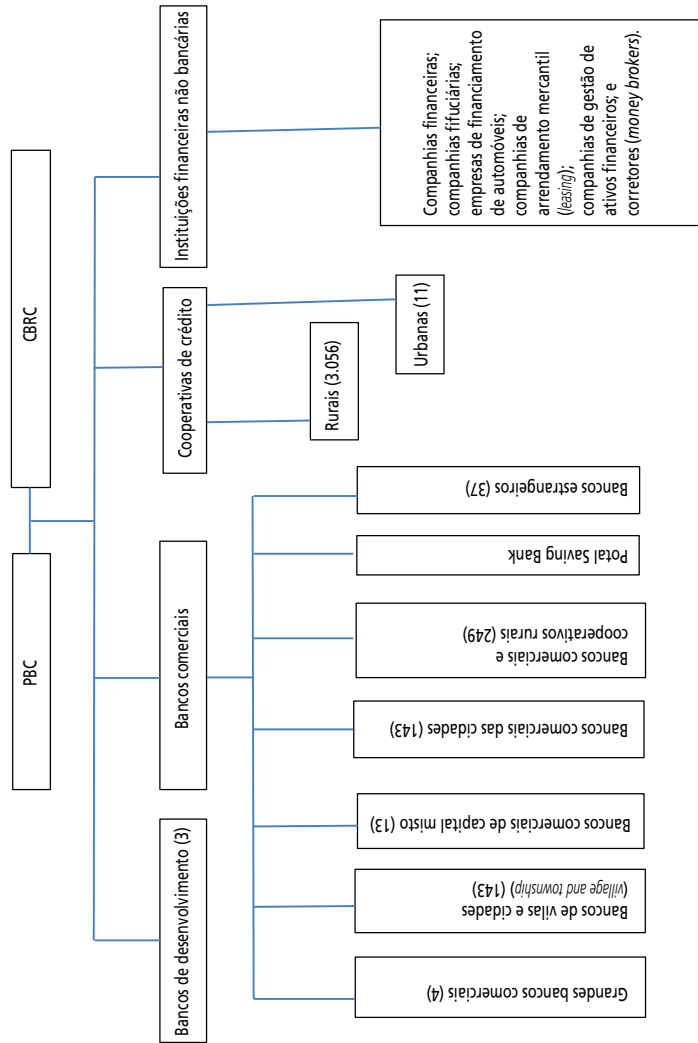 PBC
CBRC
Bancos de desenvolvimento (3)
Bancos comerciais
Cooperativas de crédito
Instituições financeiras não bancárias
Grandes bancos comerciais (4)
Bancos de vilas e cidades
(village and township) (143)
Bancos comerciais de capital misto (13)
Bancos comerciais das cidades (143)
Bancos comerciais e
cooperativos rurais (249)
Potal Saving Bank
Bancos estrangeiros (37)
Rurais (3.056)
Urbanas (11)
Companhias financeiras;
companhias fifuciárias;
empresas de financiamento
de automóveis;
companhias de
arrendamento mercantil
(leasing);
companhias de gestão de
ativos financeiros; e
corretores (money brokers).